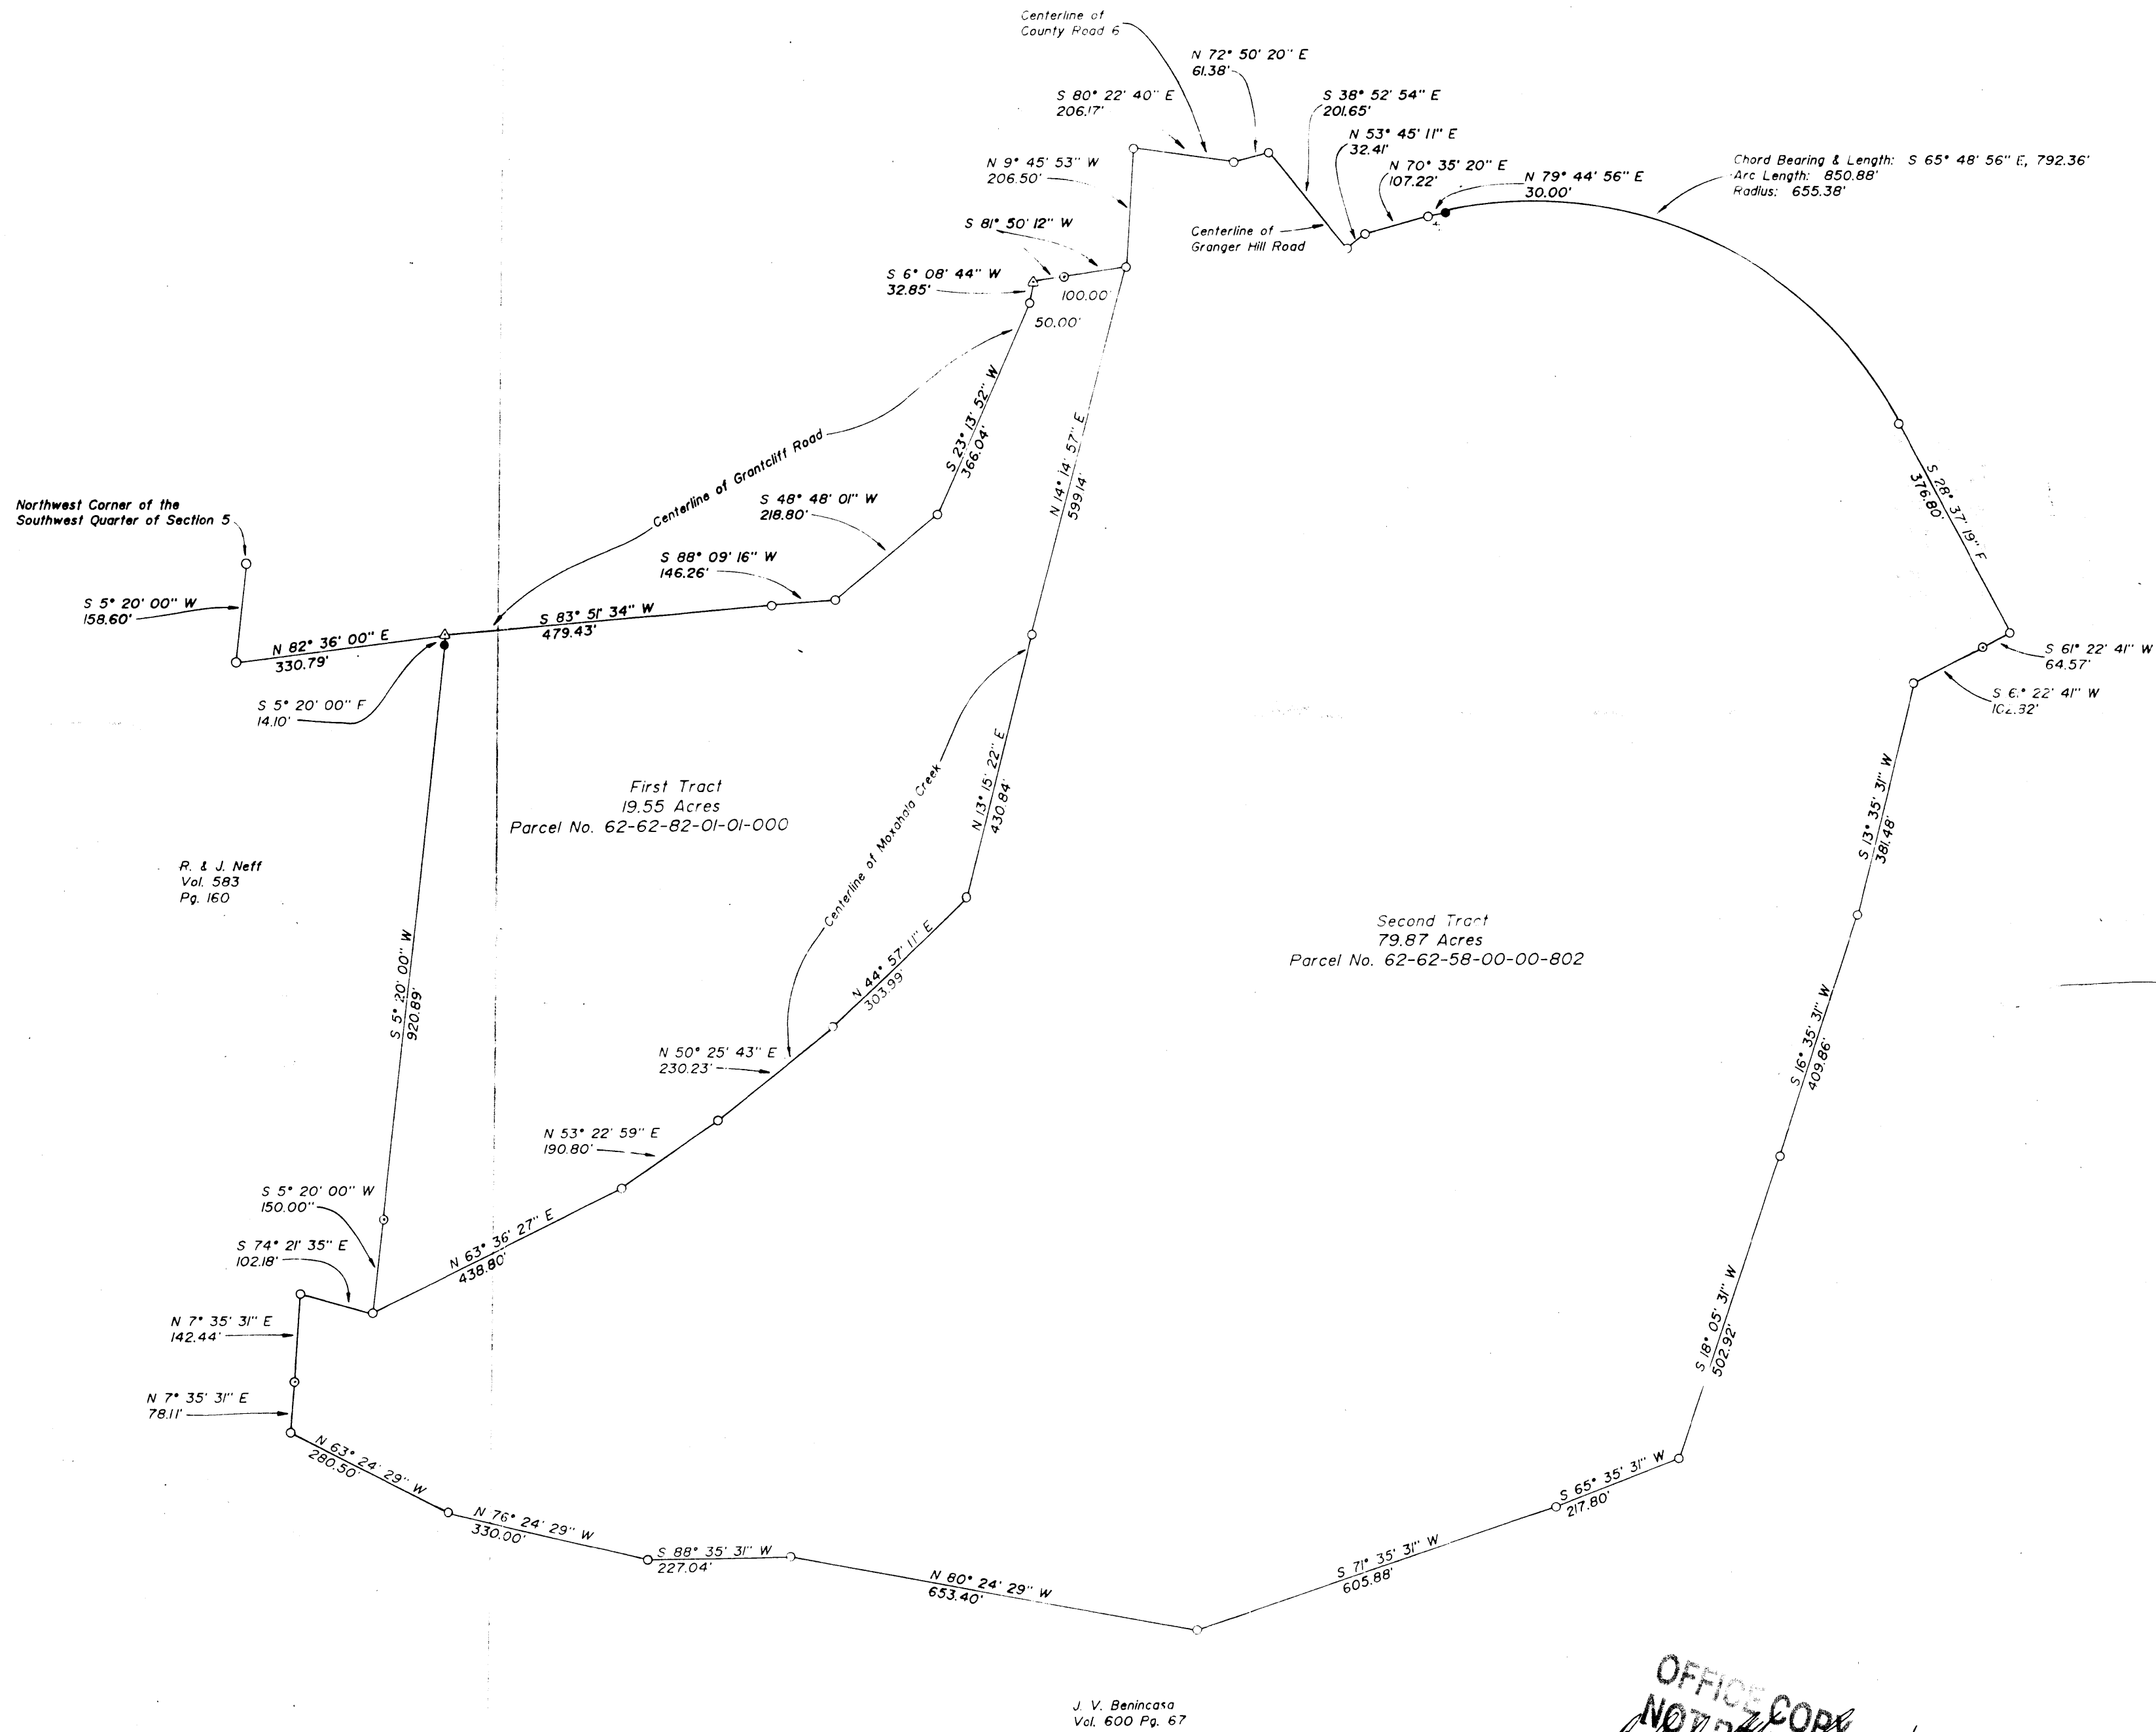 Centerline of
County Road 6
N 72° 50' 20" E
61.38'
S 80° 22' 40" E
206.17'
S 38° 52' 54" E
201.65'
N 53° 45' 11" E
32.41'
N 9° 45' 53" W
206.50'
N 70° 35' 20" E
107.22'
N 79° 44' 56" E
30.00'
Chord Bearing & Length: S 65° 48' 56" E, 792.36'
Arc Length: 850.88'
Radius: 655.38'
S 81° 50' 12" W
Centerline of
Granger Hill Road
S 6° 08' 44" W
32.85'
100.00'
50.00'
S 23° 13' 52" W
366.04'
N 14° 14' 57" E
599.14'
Centerline of Grantcliff Road
S 28° 37' 19" E
376.80'
Northwest Corner of the
Southwest Quarter of Section 5
S 48° 48' 01" W
218.80'
S 88° 09' 16" W
146.26'
S 5° 20' 00" W
158.60'
S 83° 51' 34" W
479.43'
N 82° 36' 00" E
330.79'
S 61° 22' 41" W
64.57'
S 5° 20' 00"
14.10'
22' 41" W
First Tract
19.55 Acres
Parcel No. 62-62-82-01-01-000
N 13° 15' 22" E
430.84'
Centerline of Moxahala Creek
S 13° 35' 31" W
381.48'
R. & J. Neff
Vol. 583
Pg. 160
Second Tract
79.87 Acres
Parcel No. 62-62-58-00-00-802
S 5° 20' 00" W
920.89'
N 44° 57' 11" E
303.99'
S 16° 35' 31" W
409.86'
N 50° 25' 43" E
230.23'
N 53° 22' 59" E
190.80'
S 5° 20' 00" W
150.00"
S 74° 21' 35" E
102.18'
N 63° 36' 27" E
438.80'
N 7° 35' 31" E
142.44'
S 18° 05' 31" W
502.92'
N 7° 35' 31" E
78.11'
N 63° 24' 29" W
280.50'
S 65° 35' 31" W
217.80'
N 76° 24' 29" W
330.00'
S 88° 35' 31" W
227.04'
N 80° 24' 29" W
653.40'
S 71° 35' 31" W
605.88'
J. V. Benincasa
Vol. 600 Pg. 67
OFFICE COPY
NOT